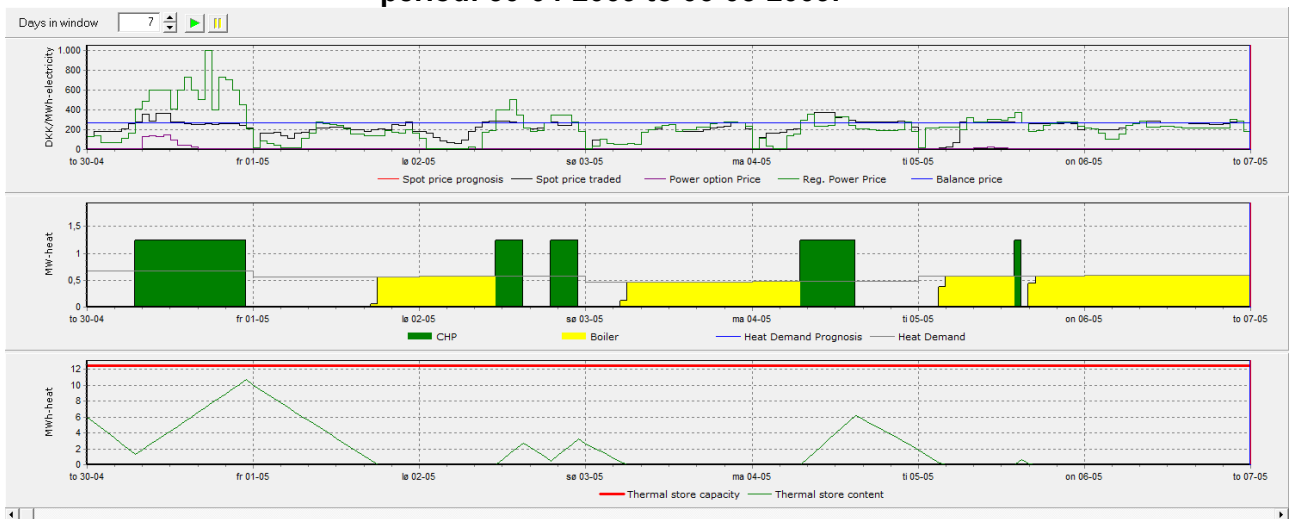 Days in window 7
DKK/MWh-electricity
1.000
800
600
400
200
0
to 30-04 fr 01-05 lø 02-05 sø 03-05 ma 04-05 ti 05-05 on 06-05 to 07-05
Spot price prognosis Spot price traded Power option Price Reg. Power Price Balance price
MW-heat
1,5
1
0,5
0
to 30-04 fr 01-05 lø 02-05 sø 03-05 ma 04-05 ti 05-05 on 06-05 to 07-05
CHP Boiler Heat Demand Prognosis Heat Demand
MWh-heat
12
10
8
6
4
2
0
to 30-04 fr 01-05 lø 02-05 sø 03-05 ma 04-05 ti 05-05 on 06-05 to 07-05
Thermal store capacity Thermal store content